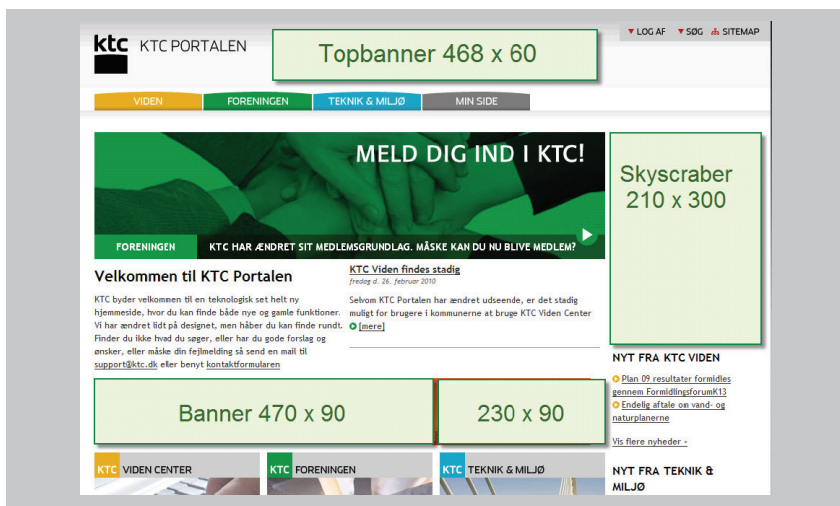 ktc KTC PORTALEN
Topbanner 468 x 60
LOG AF SØG SITEMAP
VIDEN FORENINGEN TEKNIK & MILJØ MIN SIDE
MELD DIG IND I KTC!
FORENINGEN KTC HAR ÆNDRET SIT MEDLEMSGRUNDLAG. MÅSKE KAN DU NU BLIVE MEDLEM?
Skyscraber
210 x 300
Velkommen til KTC Portalen
KTC byder velkommen til en teknologisk set helt ny
hjemmeside, hvor du kan finde både nye og gamle funktioner.
Vi har ændret lidt på designet, men håber du kan finde rundt.
Finder du ikke hvad du søger, eller har du gode forslag og
ønsker, eller måske din fejlmelding så send en mail til
support@ktc.dk eller benyt kontaktformularen
KTC Viden findes stadig
fredag d. 26. februar 2010
Selvom KTC Portalen har ændret udseende, er det stadig
muligt for brugere i kommunerne at bruge KTC Viden Center
[mere]
NYT FRA KTC VIDEN
Plan 09 resultater formidles
gennem FormidlingsforumK13
Endelig aftale om vand- og
naturplanerne
Vis flere nyheder »
Banner 470 x 90
230 x 90
KTC VIDEN CENTER
KTC FORENINGEN
KTC TEKNIK & MILJØ
NYT FRA TEKNIK &
MILJØ